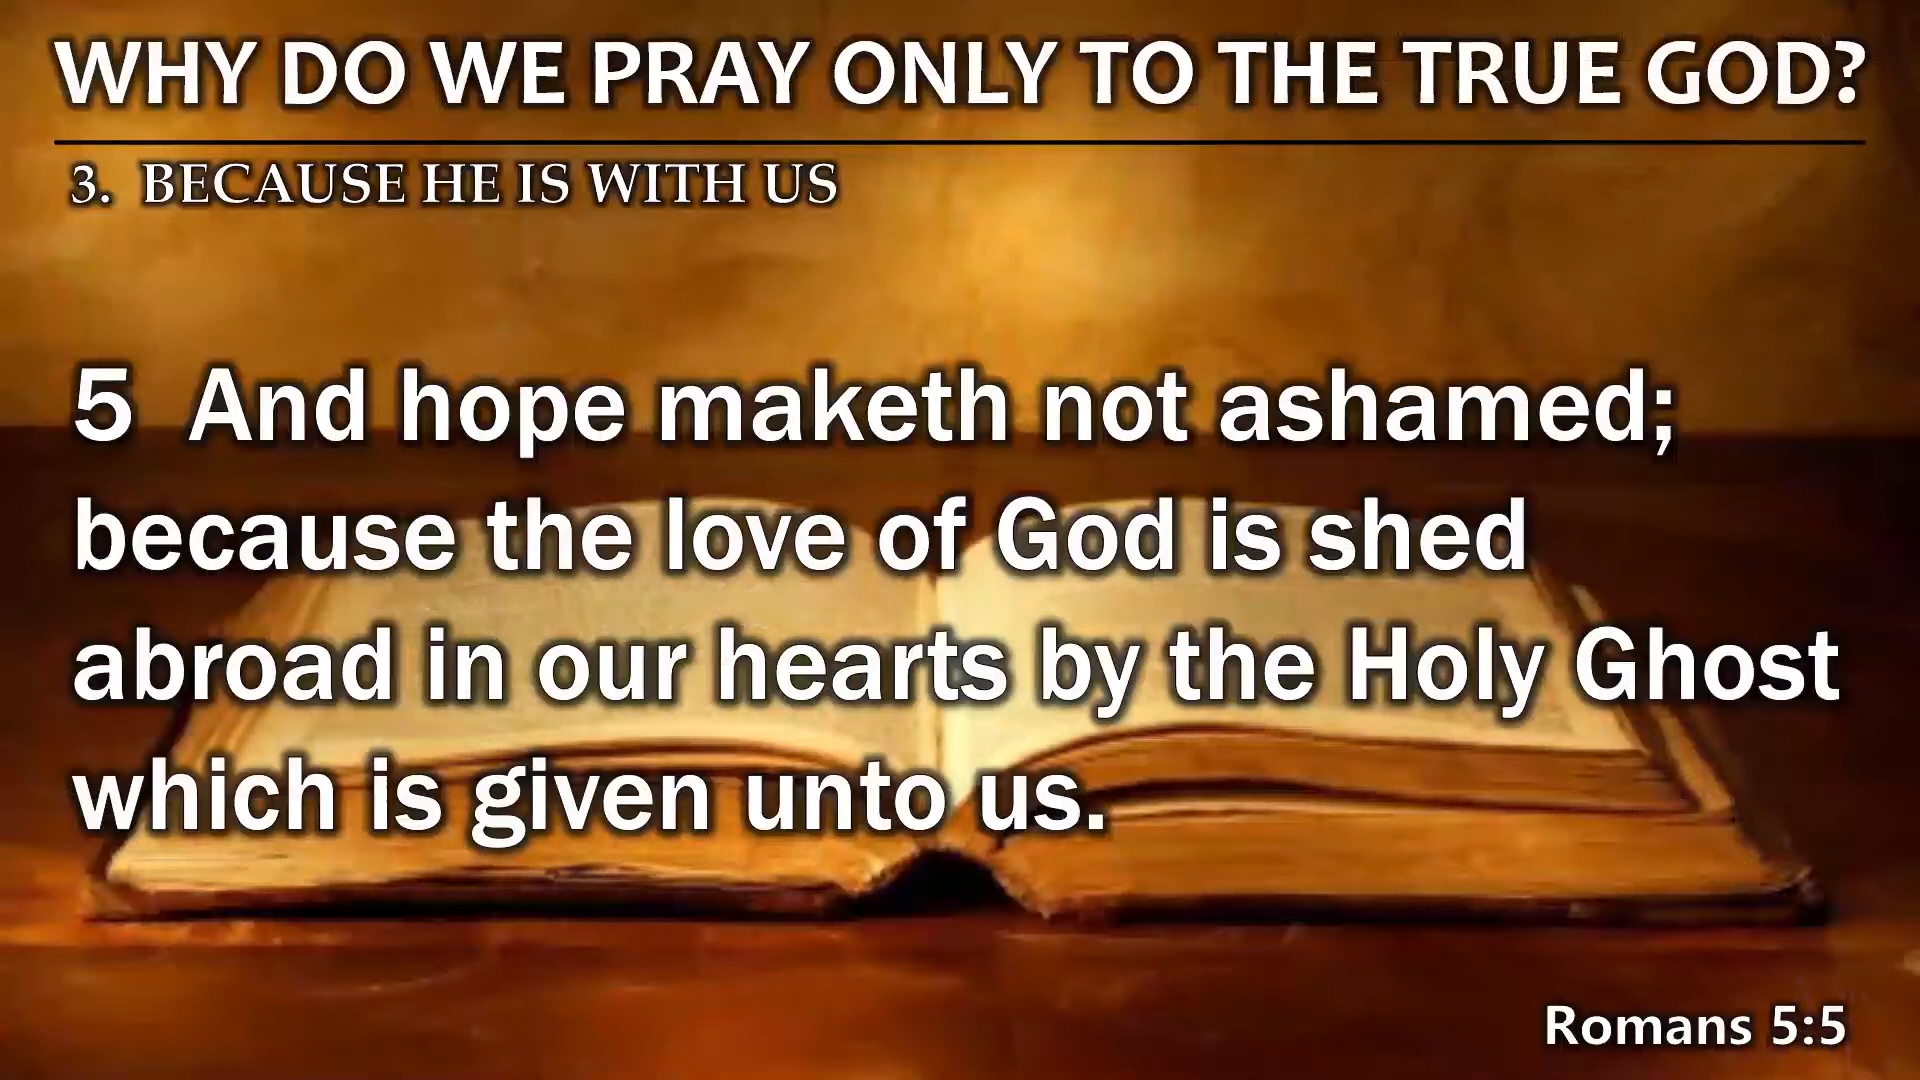 WHY DO WE PRAY ONLY TO THE TRUE GOD?
3. BECAUSE HE IS WITH US
5 And hope maketh not ashamed;
because the love of God is shed
abroad in our hearts by the Holy Ghost
which is given unto us.
Romans 5:5